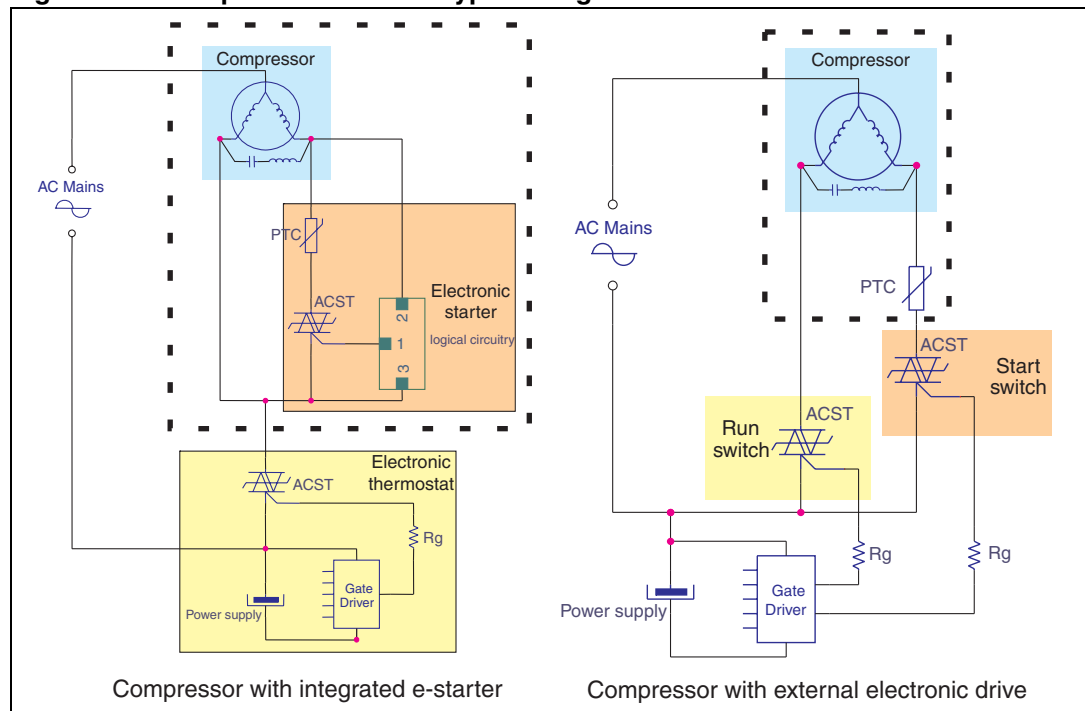 Compressor
AC Mains
PTC
ACST
Electronic
starter
logical circuitry
2
1
3
Electronic
thermostat
ACST
Rg
Gate
Driver
Power supply
Compressor with integrated e-starter
Compressor
AC Mains
PTC
ACST
Start
switch
ACST
Run
switch
Rg
Rg
Gate
Driver
Power supply
Compressor with external electronic drive